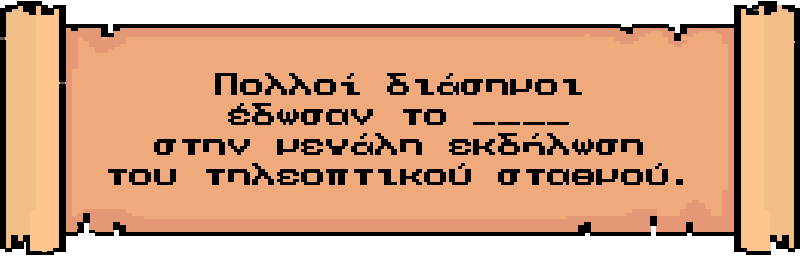 Πολλοί διάσημοι
έδωσαν το ____
στην μεγάλη εκδήλωση
του τηλεοπτικού σταθμού.